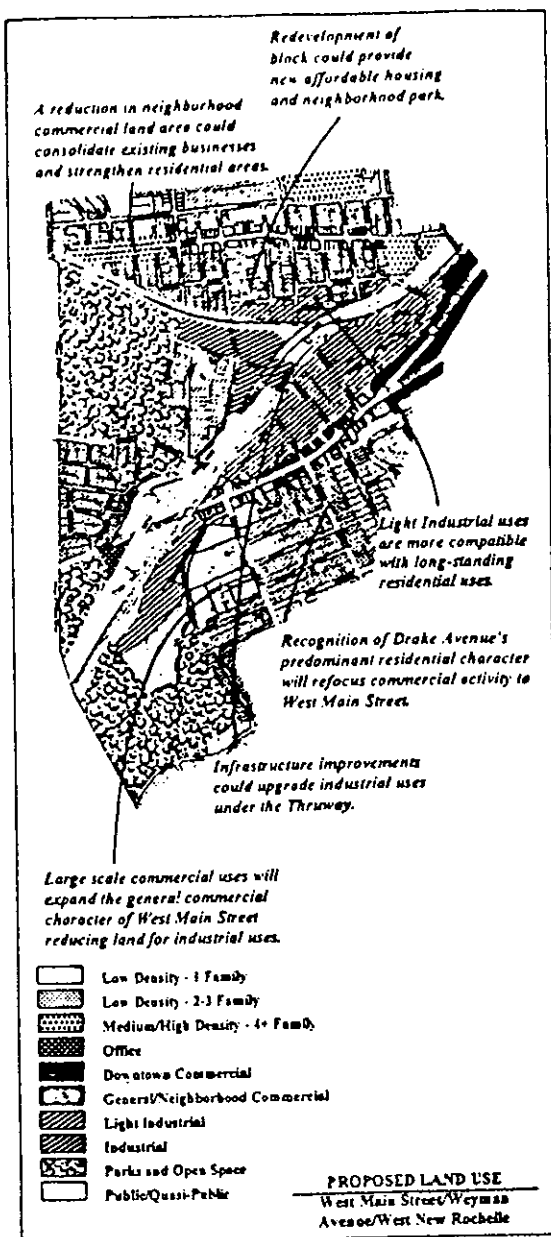 Redevelopment of
block could provide
new affordable housing
and neighborhood park.
A reduction in neighborhood
commercial land area could
consolidate existing businesses
and strengthen residential areas.
Light Industrial uses
are more compatible
with long-standing
residential uses.
Recognition of Drake Avenue's
predominant residential character
will refocus commercial activity to
West Main Street.
Infrastructure improvements
could upgrade industrial uses
under the Thruway.
Large scale commercial uses will
expand the general commercial
character of West Main Street
reducing land for industrial uses.
Low Density - 1 Family
Low Density - 2-3 Family
Medium/High Density - 4+ Family
Office
Downtown Commercial
General/Neighborhood Commercial
Light Industrial
Industrial
Parks and Open Space
Public/Quasi-Public
PROPOSED LAND USE
West Main Street/Weyman
Avenue/West New Rochelle